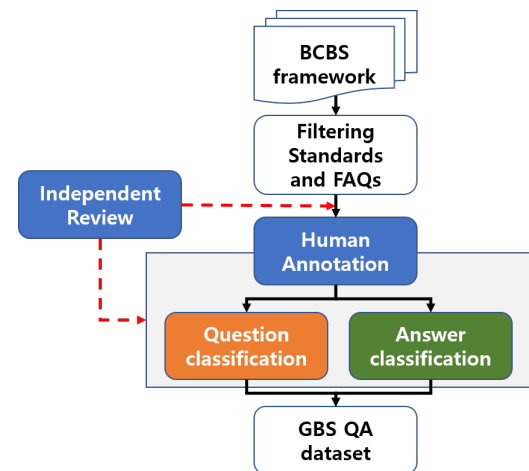 BCBS
framework
Filtering
Standards
and FAQs
Independent
Review
Human
Annotation
Question
classification
Answer
classification
GBS QA
dataset